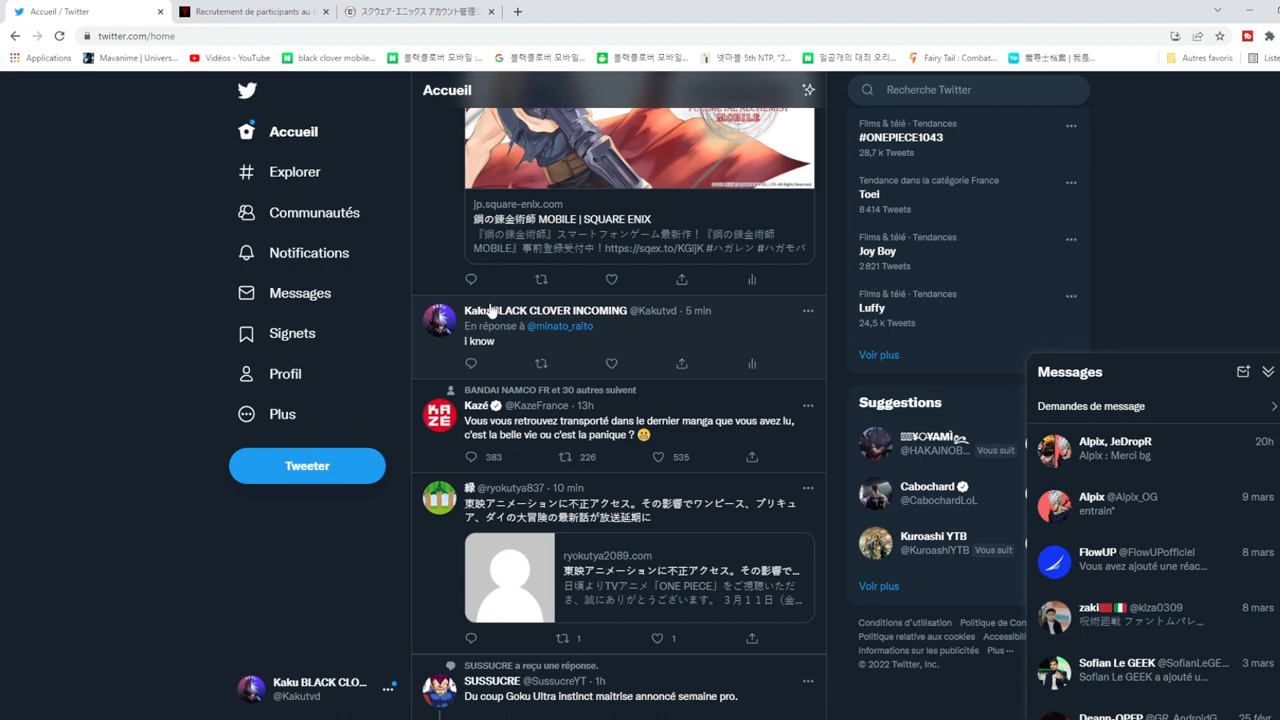 Accueil / Twitter
Recrutement de participants au t
スクウェア・エニックス アカウント管理シ
twitter.com/home
Applications
Mavanime | Univers...
Vidéos - YouTube
black clover mobile...
블랙클로버 모바일 :...
블랙클로버 모바일...
블랙클로버 모바일...
넷마블 5th NTP, "2...
일곱개의 대죄 오리...
Fairy Tail : Combat...
Autres favoris
Liste
Accueil
Explorer
Communautés
Notifications
Messages
Signets
Profil
Plus
Tweeter
Kaku BLACK CLO...
@Kakutvd
Accueil
FULLMETAL ALCHEMIST
MOBILE
jp.square-enix.com
鋼の錬金術師 MOBILE | SQUARE ENIX
『鋼の錬金術師』スマートフォンゲーム最新作！『鋼の錬金術師
MOBILE』事前登録受付中！https://sqex.to/KGIjK #ハガレン #ハガモバ
Kaku BLACK CLOVER INCOMING @Kakutvd · 5 min
En réponse à @minato_raito
i know
BANDAI NAMCO FR et 30 autres suivent
KAZÉ
Kazé @KazeFrance · 13h
Vous vous retrouvez transporté dans le dernier manga que vous avez lu,
c'est la belle vie ou c'est la panique ?
383 226 535
緑 @ryokutya837 · 10 min
東映アニメーションに不正アクセス。その影響でワンピース、プリキュ
ア、ダイの大冒険の最新話が放送延期に
ryokutya2089.com
東映アニメーションに不正アクセス。その影響で...
日頃よりTVアニメ「ONE PIECE」をご視聴いただ
き、誠にありがとうございます。 3月11日（金...
1 1
SUSSUCRE a reçu une réponse.
SUSSUCRE @SussucreYT · 1h
Du coup Goku Ultra Instinct maitrise annoncé semaine pro.
Recherche Twitter
Films & télé · Tendances
#ONEPIECE1043
28,7 k Tweets
Tendance dans la catégorie France
Toei
8 414 Tweets
Films & télé · Tendances
Joy Boy
2 821 Tweets
Films & télé · Tendances
Luffy
24,5 k Tweets
Voir plus
Suggestions
@HAKAINOB... Vous suit
Cabochard
@CabochardLoL
Kuroashi YTB
@KuroashiYTB Vous suit
Voir plus
Conditions d'utilisation Politique de Con
Politique relative aux cookies Accessibili
Informations sur les publicités Plus ···
© 2022 Twitter, Inc.
Messages
Demandes de message
Alpix, JeDropR 20h
Alpix : Merci bg
Alpix @Alpix_OG 9 mars
entrain*
FlowUP @FlowUPofficiel 8 mars
Vous avez ajouté une réac...
zaki @kiza0309 8 mars
呪術廻戦 ファントムパレ...
Sofian Le GEEK @SofianLeGE... 3 mars
Sofian Le GEEK a ajouté u...
Deann-OPFP @GR_AndroidG 25 févr